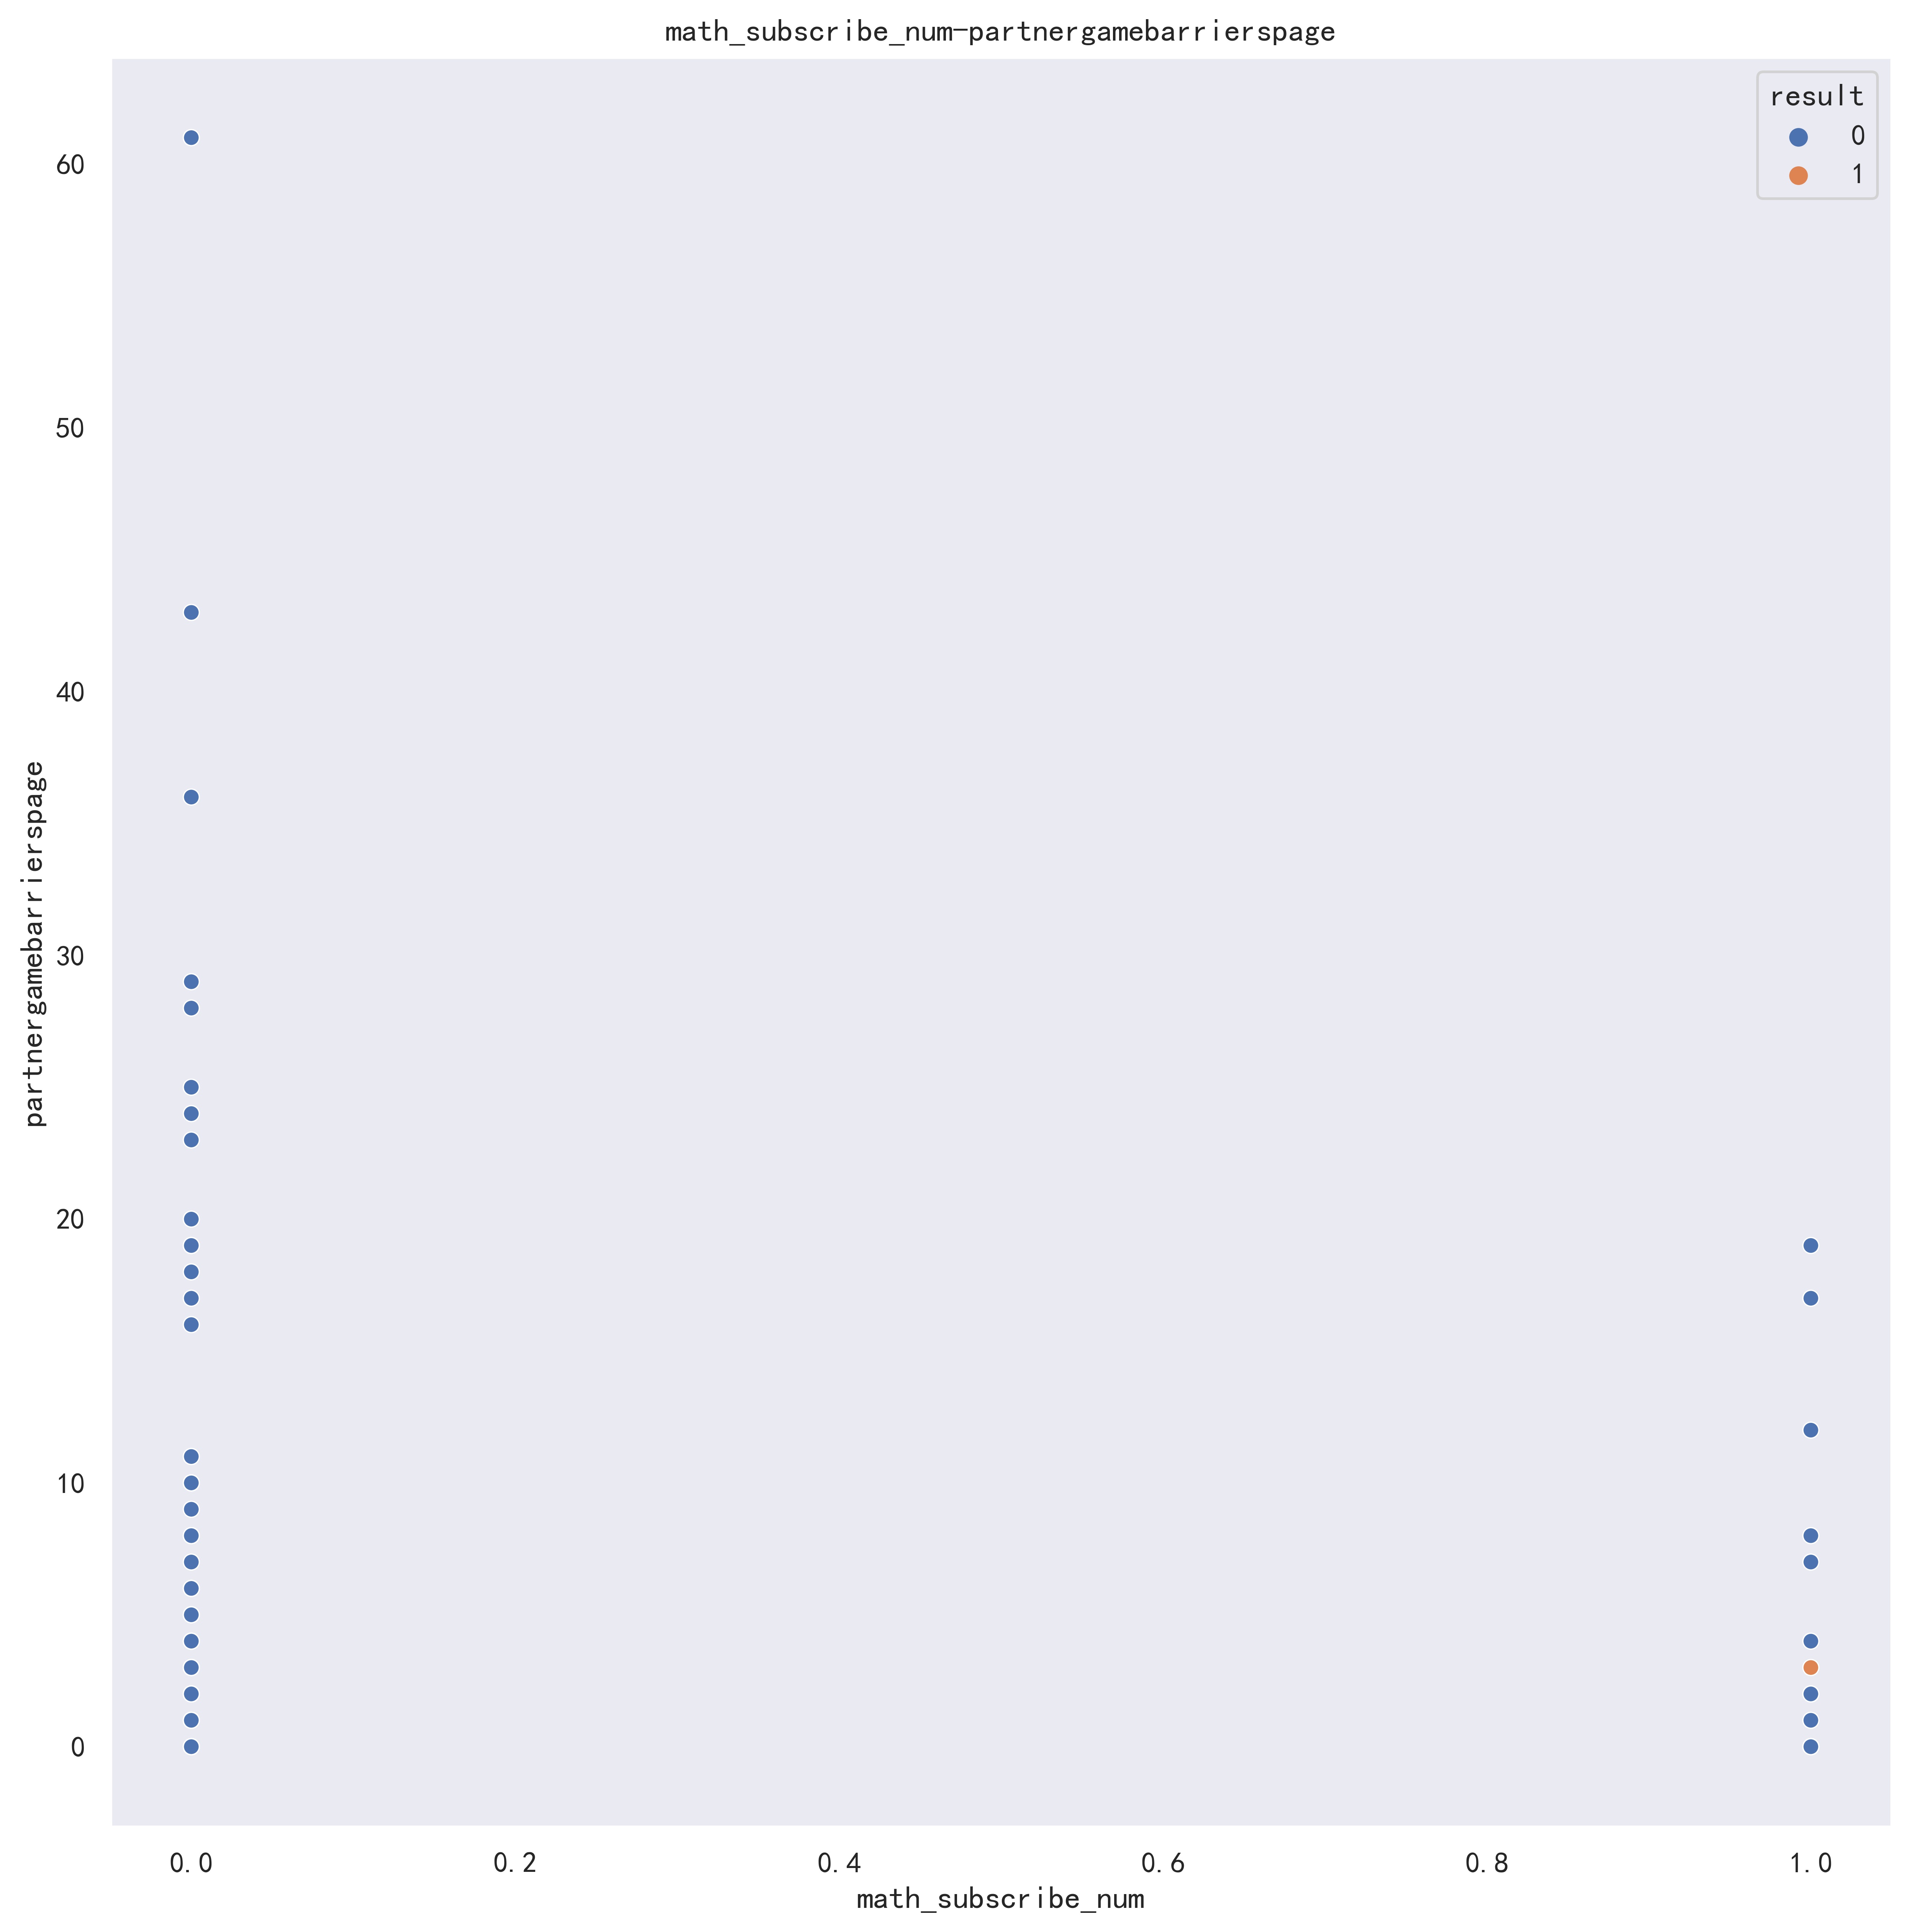 math_subscribe_num-partnergamebarrierspage
result
0
1
60
50
40
30
20
10
0
partnergamebarrierspage
0.0 0.2 0.4 0.6 0.8 1.0
math_subscribe_num